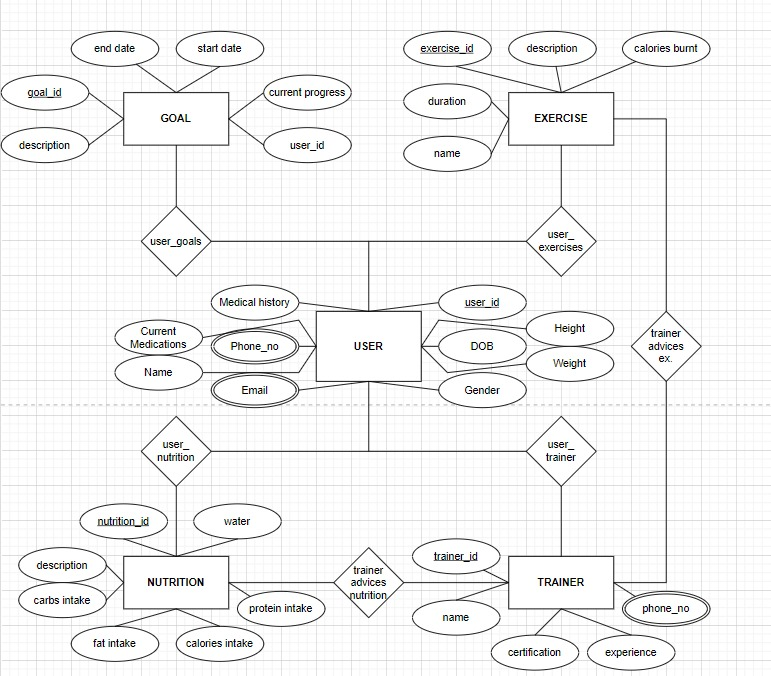 end date
start date
exercise_id
description
calories burnt
goal_id
current progress
duration
GOAL
EXERCISE
description
user_id
name
user_goals
user_
exercises
Medical history
user_id
Current
Medications
Phone_no
USER
DOB
Height
trainer
advices
ex.
Name
Weight
Email
Gender
user_
nutrition
user_
trainer
nutrition_id
water
trainer_id
description
NUTRITION
trainer
advices
nutrition
TRAINER
carbs intake
protein intake
name
phone_no
fat intake
calories intake
certification
experience